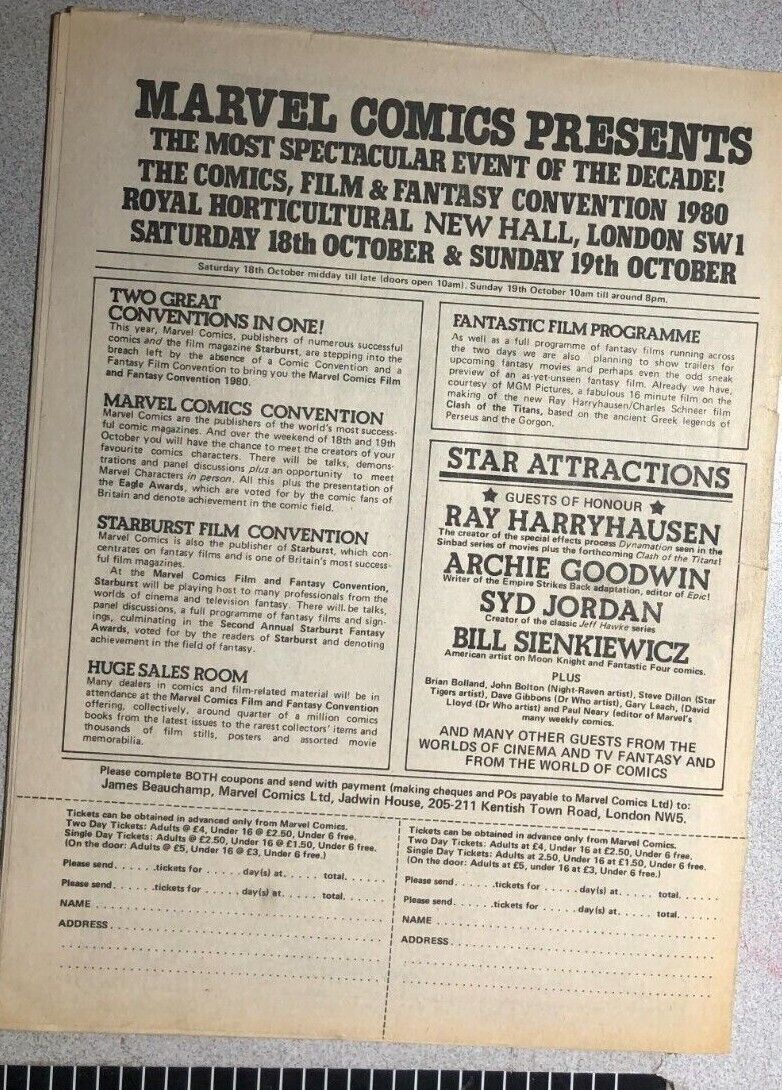 MARVEL COMICS PRESENTS
THE MOST SPECTACULAR EVENT OF THE DECADE!
THE COMICS, FILM & FANTASY CONVENTION 1980
ROYAL HORTICULTURAL NEW HALL, LONDON SW1
SATURDAY 18th OCTOBER & SUNDAY 19th OCTOBER
Saturday 18th October midday till late (doors open 10am). Sunday 19th October 10am till around 8pm.
TWO GREAT
CONVENTIONS IN ONE!
This year, Marvel Comics, publishers of numerous successful
comics and the film magazine Starburst, are stepping into the
breach left by the absence of a Comic Convention and a
Fantasy Film Convention to bring you the Marvel Comics Film
and Fantasy Convention 1980.
MARVEL COMICS CONVENTION
Marvel Comics are the publishers of the world's most success-
ful comic magazines. And over the weekend of 18th and 19th
October you will have the chance to meet the creators of your
favourite comics characters. There will be talks, demons-
trations and panel discussions plus an opportunity to meet
Marvel Characters in person. All this plus the presentation of
the Eagle Awards, which are voted for by the comic fans of
Britain and denote achievement in the comic field.
STARBURST FILM CONVENTION
Marvel Comics is also the publisher of Starburst, which con-
centrates on fantasy films and is one of Britain's most success-
ful film magazines.
At the Marvel Comics Film and Fantasy Convention,
Starburst will be playing host to many professionals from the
worlds of cinema and television fantasy. There will be talks,
panel discussions, a full programme of fantasy films and sign-
ings, culminating in the Second Annual Starburst Fantasy
Awards, voted for by the readers of Starburst and denoting
achievement in the field of fantasy.
HUGE SALES ROOM
Many dealers in comics and film-related material will be in
attendance at the Marvel Comics Film and Fantasy Convention
offering, collectively, around quarter of a million comics
books from the latest issues to the rarest collectors' items and
thousands of film stills, posters and assorted movie
memorabilia.
FANTASTIC FILM PROGRAMME
As well as a full programme of fantasy films running across
the two days we are also planning to show trailers for
upcoming fantasy movies and perhaps even the odd sneak
preview of an as-yet-unseen fantasy film. Already we have,
courtesy of MGM Pictures, a fabulous 16 minute film on the
making of the new Ray Harryhausen/Charles Schneer film
Clash of the Titans, based on the ancient Greek legends of
Perseus and the Gorgon.
STAR ATTRACTIONS
★ GUESTS OF HONOUR ★
RAY HARRYHAUSEN
The creator of the special effects process Dynamation seen in the
Sinbad series of movies plus the forthcoming Clash of the Titans!
ARCHIE GOODWIN
Writer of the Empire Strikes Back adaptation, editor of Epic!
SYD JORDAN
Creator of the classic Jeff Hawke series
BILL SIENKIEWICZ
American artist on Moon Knight and Fantastic Four comics.
PLUS
Brian Bolland, John Bolton (Night-Raven artist), Steve Dillon (Star
Tigers artist), Dave Gibbons (Dr Who artist), Gary Leach, (David
Lloyd (Dr Who artist) and Paul Neary (editor of Marvel's
many weekly comics.
AND MANY OTHER GUESTS FROM THE
WORLDS OF CINEMA AND TV FANTASY AND
FROM THE WORLD OF COMICS
Please complete BOTH coupons and send with payment (making cheques and POs payable to Marvel Comics Ltd) to:
James Beauchamp, Marvel Comics Ltd, Jadwin House, 205-211 Kentish Town Road, London NW5.
Tickets can be obtained in advanced only from Marvel Comics.
Two Day Tickets: Adults @ £4, Under 16 @ £2.50, Under 6 free.
Single Day Tickets: Adults @ £2.50, Under 16 @ £1.50, Under 6 free.
(On the door: Adults @ £5, Under 16 @ £3, Under 6 free.)
Please send......tickets for......day(s) at......total......
Please send......tickets for......day(s) at......total......
NAME
ADDRESS
Tickets can be obtained in advance only from Marvel Comics.
Two Day Tickets: Adults at £4, Under 16 at £2.50, Under 6 free.
Single Day Tickets: Adults at 2.50, Under 16 at £1.50, Under 6 free.
(On the door: Adults at £5, under 16 at £3, Under 6 free.)
Please send......tickets for......day(s) at......total......
Please send......tickets for......day(s) at......total......
NAME
ADDRESS